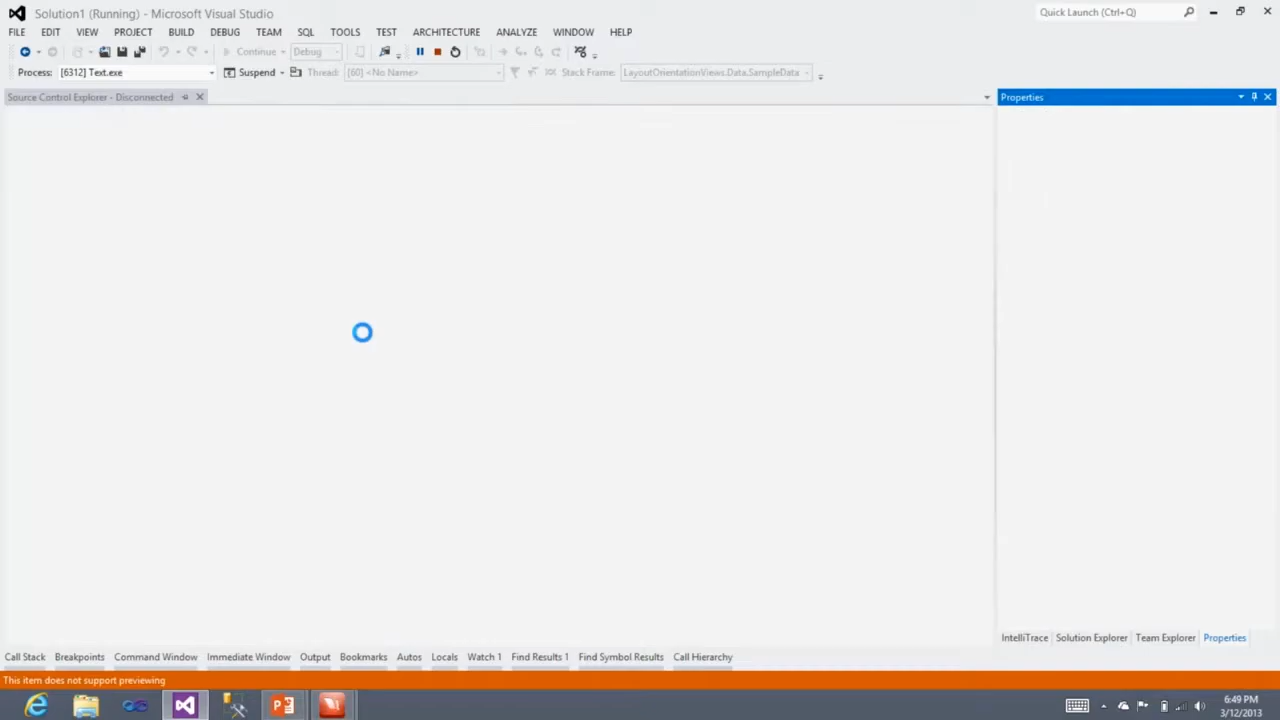 Solution1 (Running) - Microsoft Visual Studio
Quick Launch (Ctrl+Q)
FILE EDIT VIEW PROJECT BUILD DEBUG TEAM SQL TOOLS TEST ARCHITECTURE ANALYZE WINDOW HELP
Continue Debug
Process: [6312] Text.exe Suspend Thread: [60] <No Name> Stack Frame: LayoutOrientationViews.Data.SampleData
Source Control Explorer - Disconnected
Properties
IntelliTrace Solution Explorer Team Explorer Properties
Call Stack Breakpoints Command Window Immediate Window Output Bookmarks Autos Locals Watch 1 Find Results 1 Find Symbol Results Call Hierarchy
This item does not support previewing
6:49 PM
3/12/2013